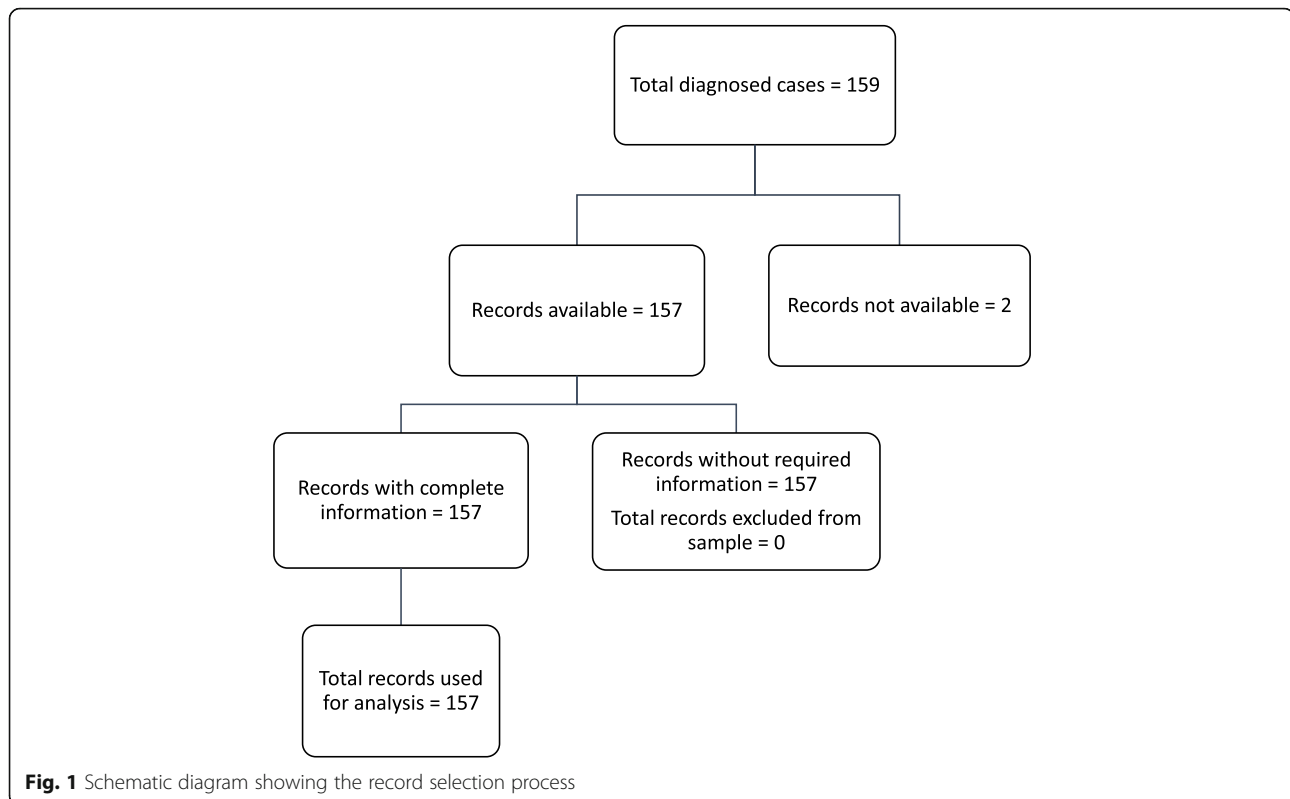 Total diagnosed cases = 159
Records available = 157
Records not available = 2
Records with complete
information = 157
Records without required
information = 157
Total records excluded from
sample = 0
Total records used
for analysis = 157
Fig. 1 Schematic diagram showing the record selection process